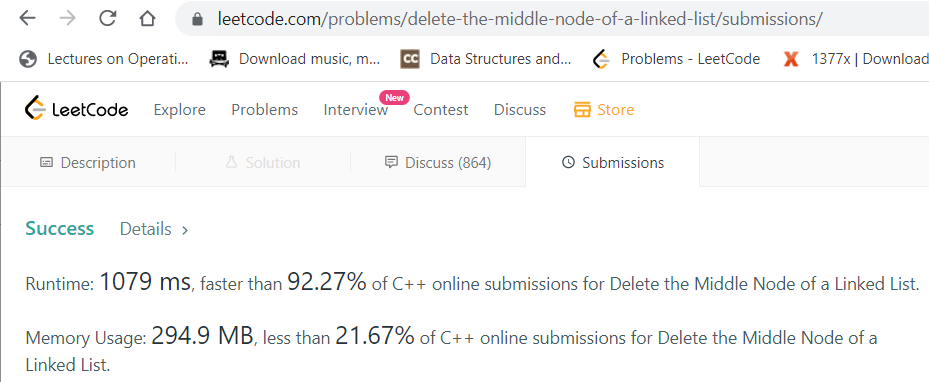 leetcode.com/problems/delete-the-middle-node-of-a-linked-list/submissions/
Lectures on Operati... Download music, m... CC Data Structures and... Problems - LeetCode X 1377x | Download
LeetCode Explore Problems Interview New Contest Discuss Store
Description Solution Discuss (864) Submissions
Success Details >
Runtime: 1079 ms, faster than 92.27% of C++ online submissions for Delete the Middle Node of a Linked List.
Memory Usage: 294.9 MB, less than 21.67% of C++ online submissions for Delete the Middle Node of a
Linked List.